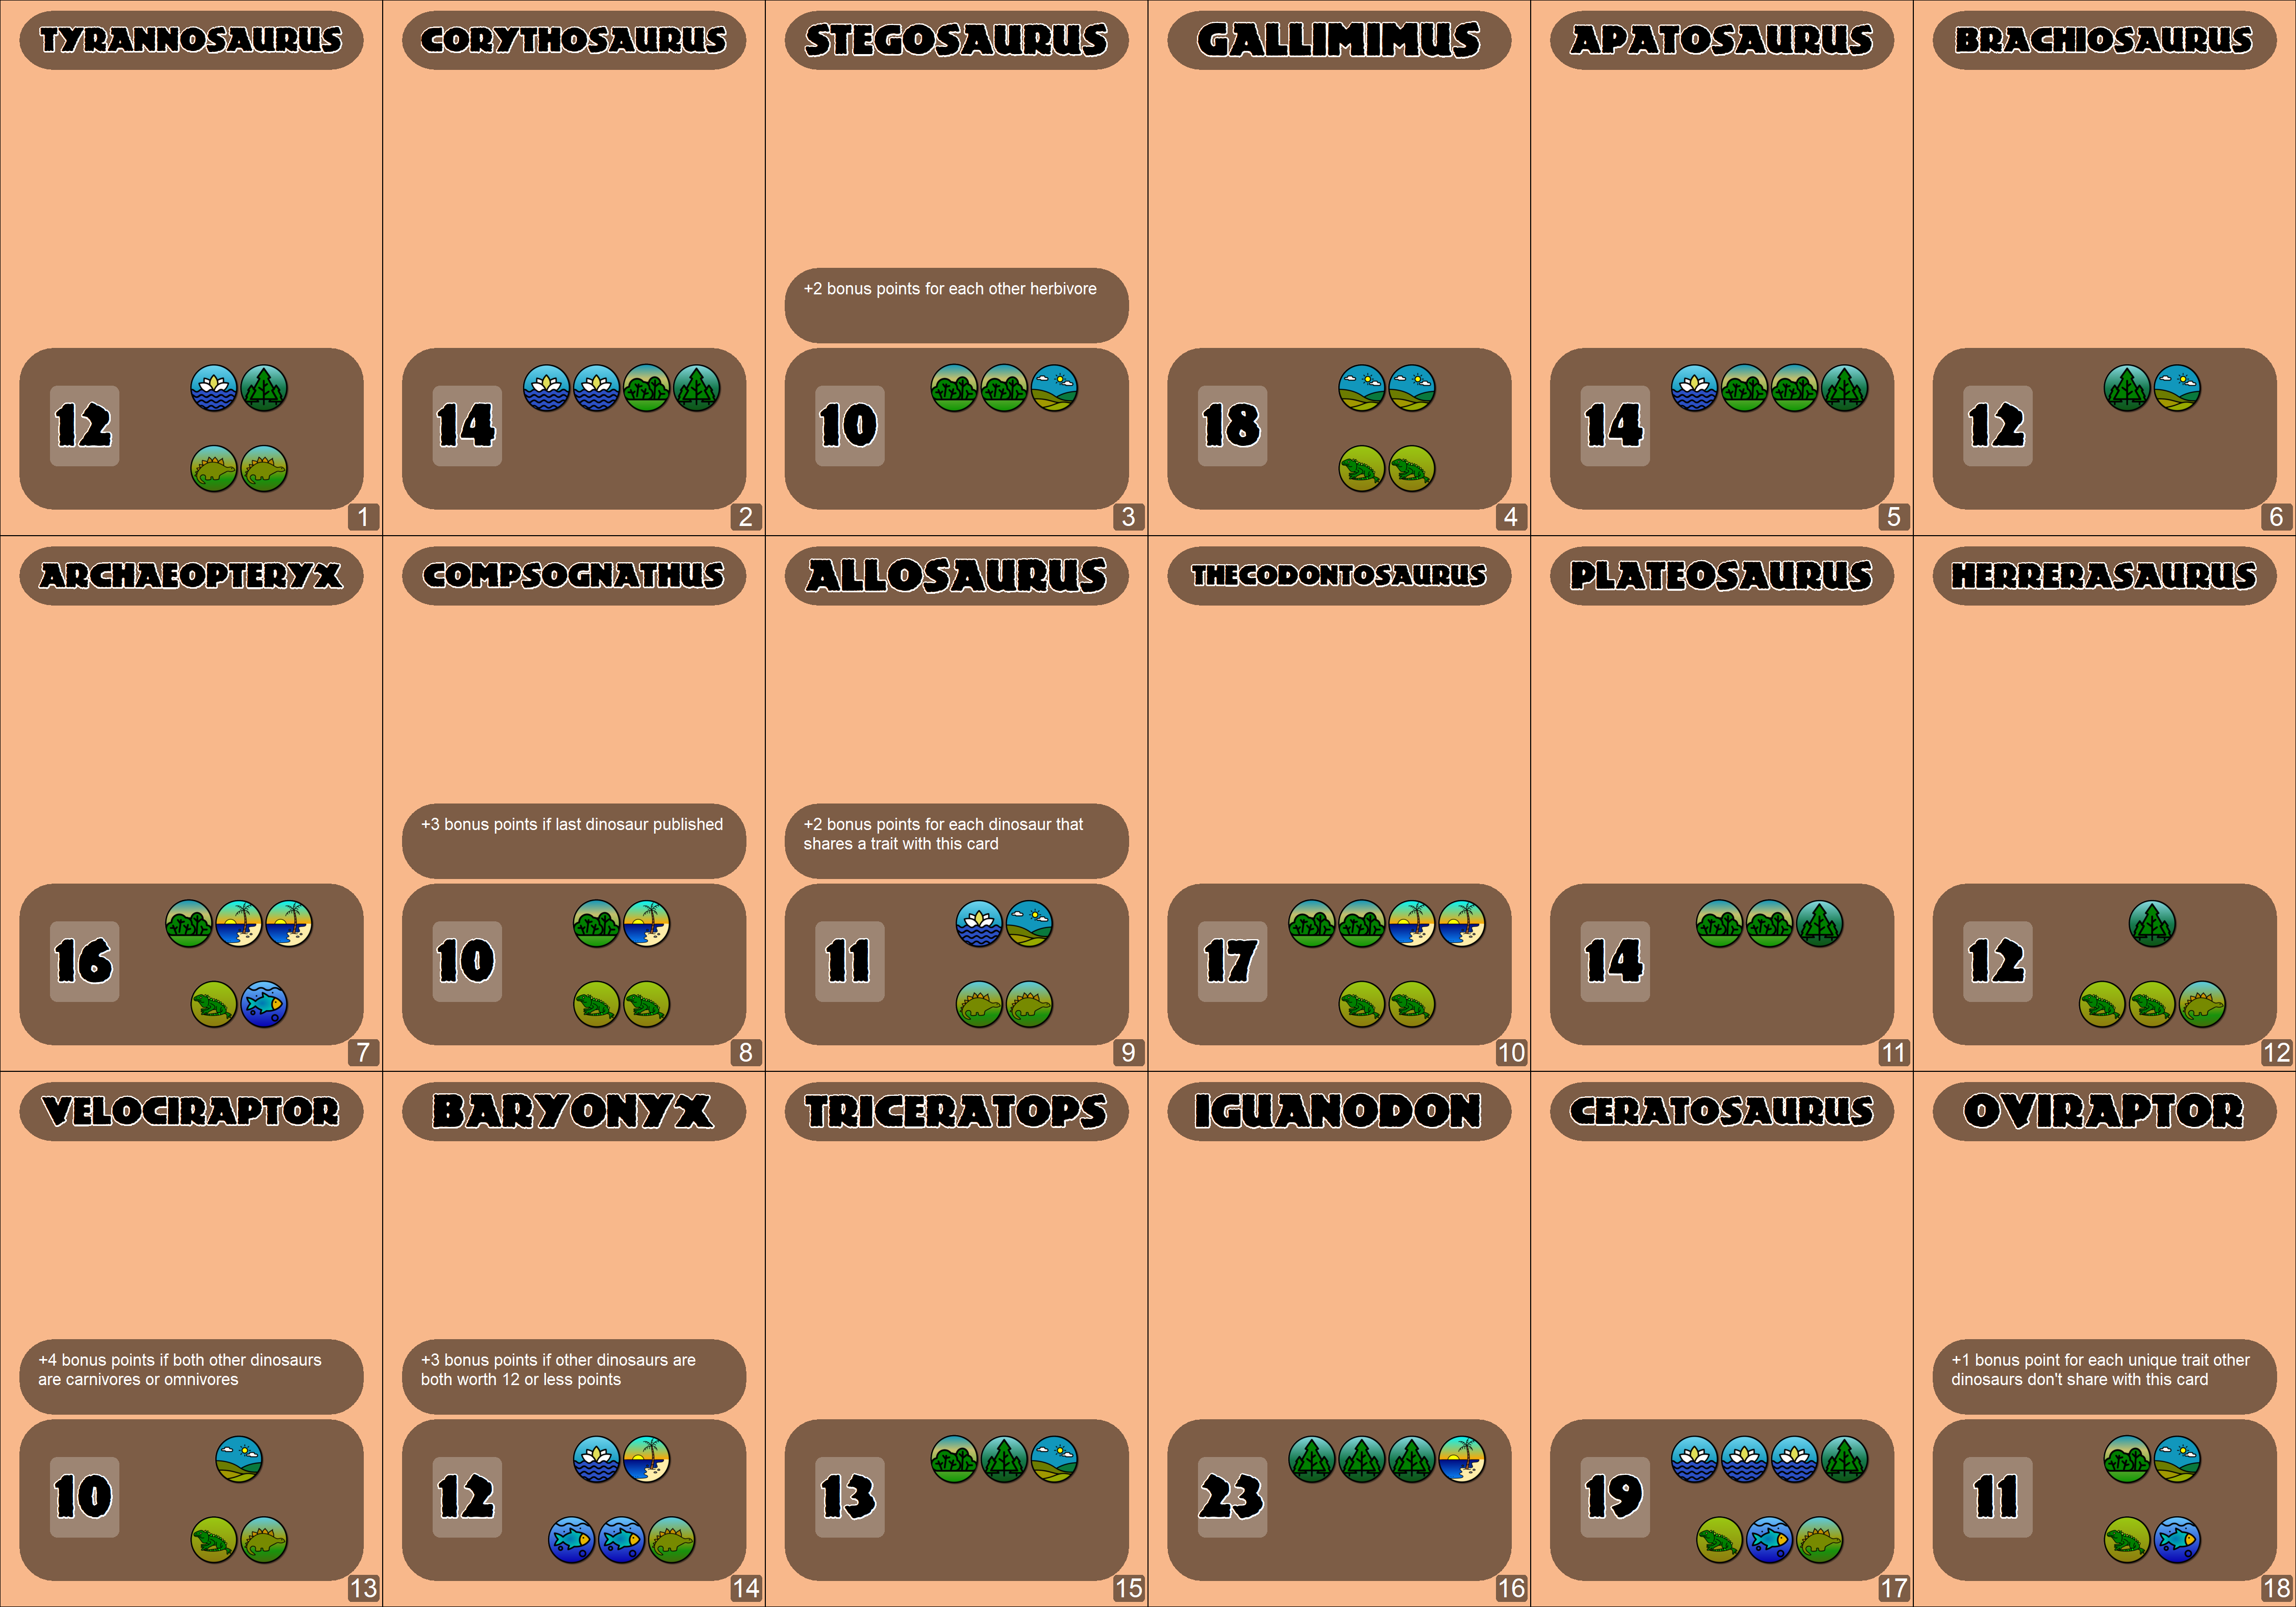 TYRANNOSAURUS
12
1
CORYTHOSAURUS
14
2
STEGOSAURUS
+2 bonus points for each other herbivore
10
3
GALLIMIMUS
18
4
APATOSAURUS
14
5
BRACHIOSAURUS
12
6
ARCHAEOPTERYX
16
7
COMPSOGNATHUS
+3 bonus points if last dinosaur published
10
8
ALLOSAURUS
+2 bonus points for each dinosaur that
shares a trait with this card
11
9
THECODONTOSAURUS
17
10
PLATEOSAURUS
14
11
HERRERASAURUS
12
12
VELOCIRAPTOR
+4 bonus points if both other dinosaurs
are carnivores or omnivores
10
13
BARYONYX
+3 bonus points if other dinosaurs are
both worth 12 or less points
12
14
TRICERATOPS
13
15
IGUANODON
23
16
CERATOSAURUS
19
17
OVIRAPTOR
+1 bonus point for each unique trait other
dinosaurs don't share with this card
11
18